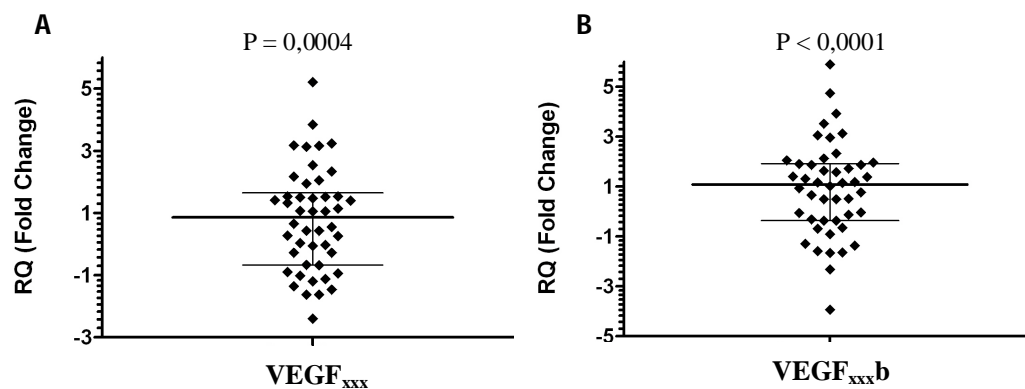 A
P = 0,0004
RQ (Fold Change)
5
3
1
-1
-3
VEGFxxx
B
P < 0,0001
RQ (Fold Change)
5
3
1
-1
-3
-5
VEGFxxxb